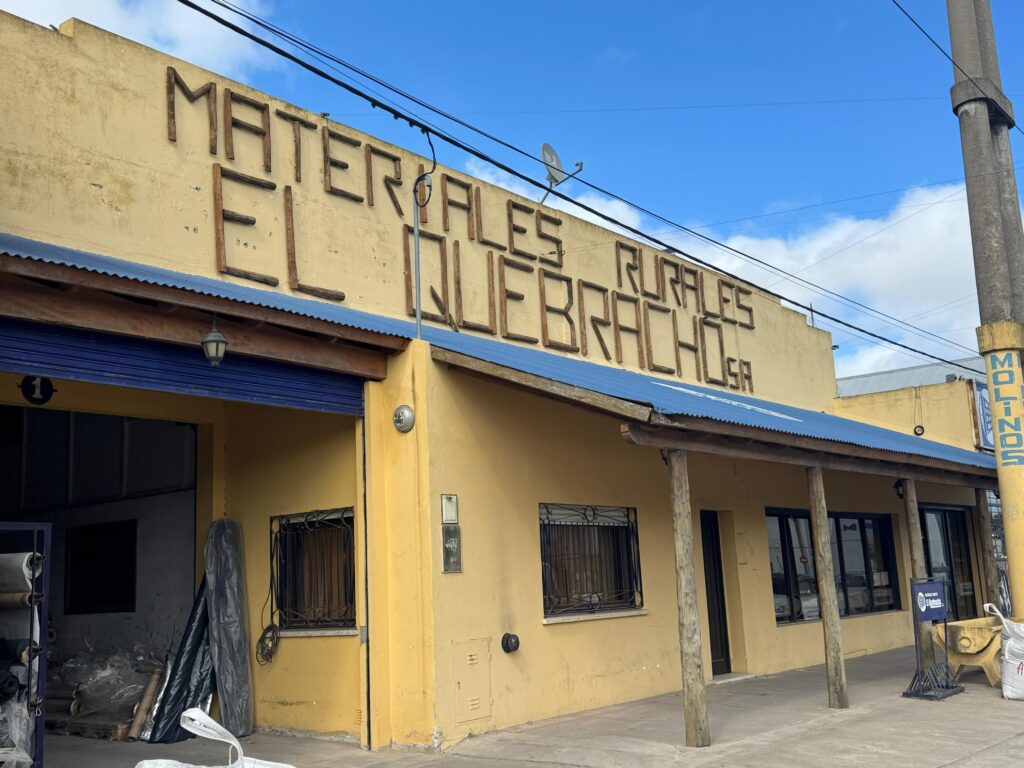 MATERIALES RURALES
EL QUEBRACHO SA
1
MOLINOS